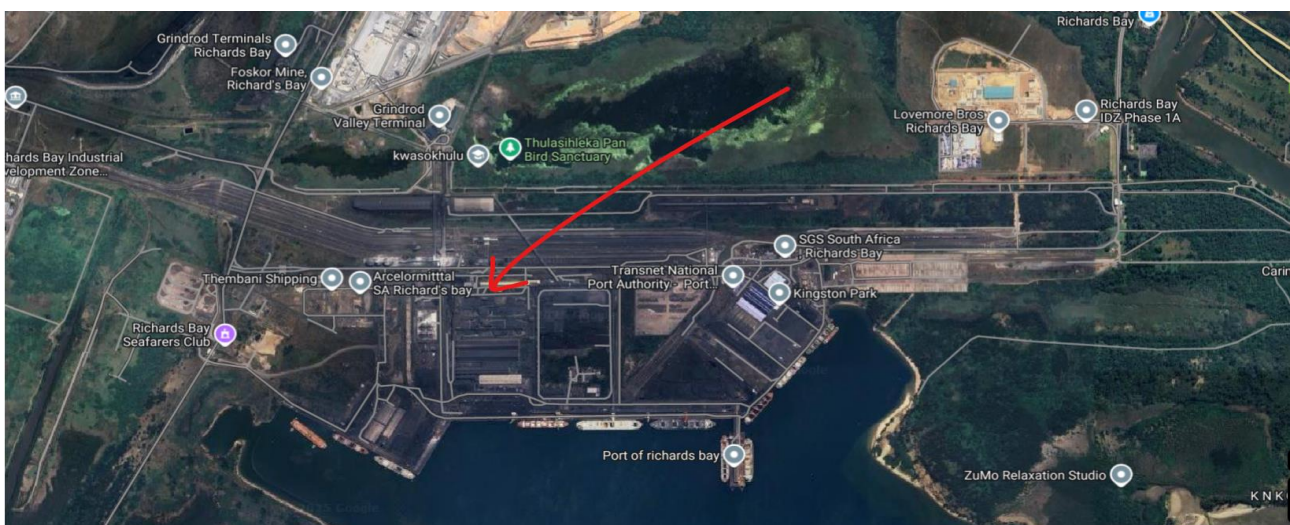 Richards Bay
Grindrod Terminals
Richards Bay
Foskor Mine,
Richard's Bay
Grindrod
Valley Terminal
Lovemore Bros
Richards Bay
Richards Bay
IDZ Phase 1A
Thulasihleka Pan
Bird Sanctuary
kwasokhulu
hards Bay Industrial
velopment Zone...
SGS South Africa
Richards Bay
Thembani Shipping
Arcelormitttal
SA Richard's bay
Transnet National
Port Authority - Port...
Carin
Kingston Park
Richards Bay
Seafarers Club
Port of richards bay
ZuMo Relaxation Studio
KN